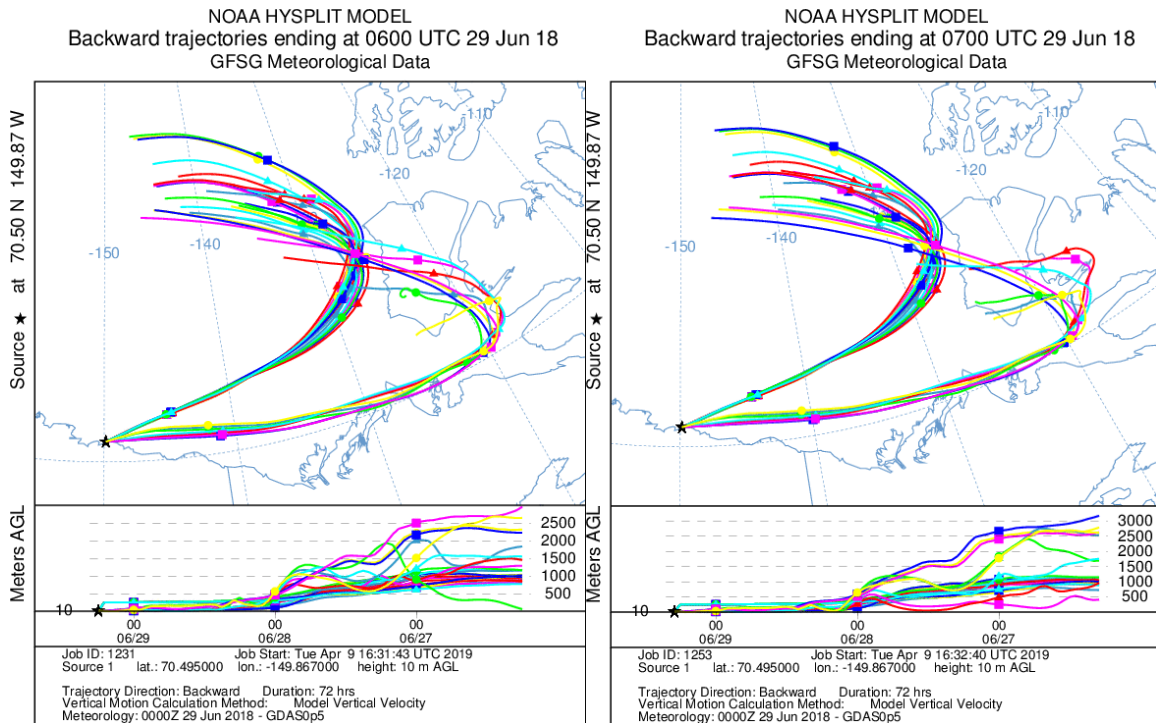 NOAA HYSPLIT MODEL
Backward trajectories ending at 0600 UTC 29 Jun 18
GFSG Meteorological Data
Source ★ at 70.50 N 149.87 W
-110
-120
-140
-150
Meters AGL
2500
2000
1500
1000
500
10
00 00 00
06/29 06/28 06/27
Job ID: 1231 Job Start: Tue Apr 9 16:31:43 UTC 2019
Source 1 lat.: 70.495000 lon.: -149.867000 height: 10 m AGL
Trajectory Direction: Backward Duration: 72 hrs
Vertical Motion Calculation Method: Model Vertical Velocity
Meteorology: 0000Z 29 Jun 2018 - GDAS0p5
NOAA HYSPLIT MODEL
Backward trajectories ending at 0700 UTC 29 Jun 18
GFSG Meteorological Data
Source ★ at 70.50 N 149.87 W
-110
-120
-140
-150
Meters AGL
3000
2500
2000
1500
1000
500
10
00 00 00
06/29 06/28 06/27
Job ID: 1253 Job Start: Tue Apr 9 16:32:40 UTC 2019
Source 1 lat.: 70.495000 lon.: -149.867000 height: 10 m AGL
Trajectory Direction: Backward Duration: 72 hrs
Vertical Motion Calculation Method: Model Vertical Velocity
Meteorology: 0000Z 29 Jun 2018 - GDAS0p5